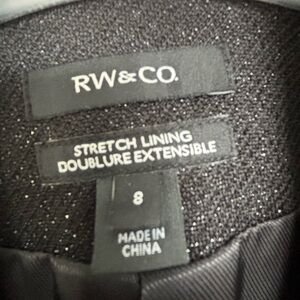 RW&CO.
STRETCH LINING
DOUBLURE EXTENSIBLE
8
MADE IN
CHINA